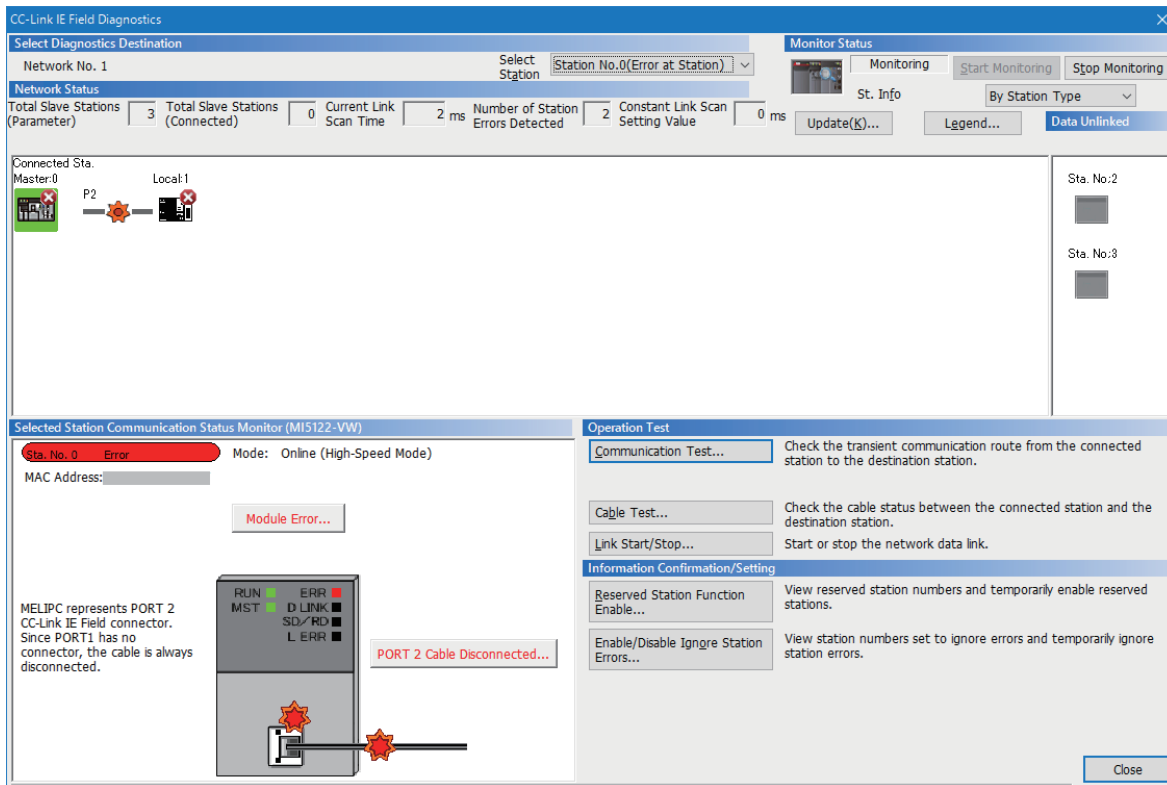 CC-Link IE Field Diagnostics
Select Diagnostics Destination
Network No. 1
Select Station
Station No.0(Error at Station)
Monitor Status
Monitoring
Start Monitoring
Stop Monitoring
St. Info
By Station Type
Update(K)...
Legend...
Data Unlinked
Network Status
Total Slave Stations
(Parameter)
3
Total Slave Stations
(Connected)
0
Current Link
Scan Time
2 ms
Number of Station
Errors Detected
2
Constant Link Scan
Setting Value
0 ms
Connected Sta.
Master:0
P2
Local:1
Sta. No:2
Sta. No:3
Selected Station Communication Status Monitor (MI5122-VW)
Sta. No. 0 Error
Mode: Online (High-Speed Mode)
MAC Address:
Module Error...
MELIPC represents PORT 2
CC-Link IE Field connector.
Since PORT1 has no
connector, the cable is always
disconnected.
RUN ERR
MST D LINK
SD/RD
L ERR
PORT 2 Cable Disconnected...
Operation Test
Communication Test...
Check the transient communication route from the connected
station to the destination station.
Cable Test...
Check the cable status between the connected station and the
destination station.
Link Start/Stop...
Start or stop the network data link.
Information Confirmation/Setting
Reserved Station Function
Enable...
View reserved station numbers and temporarily enable reserved
stations.
Enable/Disable Ignore Station
Errors...
View station numbers set to ignore errors and temporarily ignore
station errors.
Close